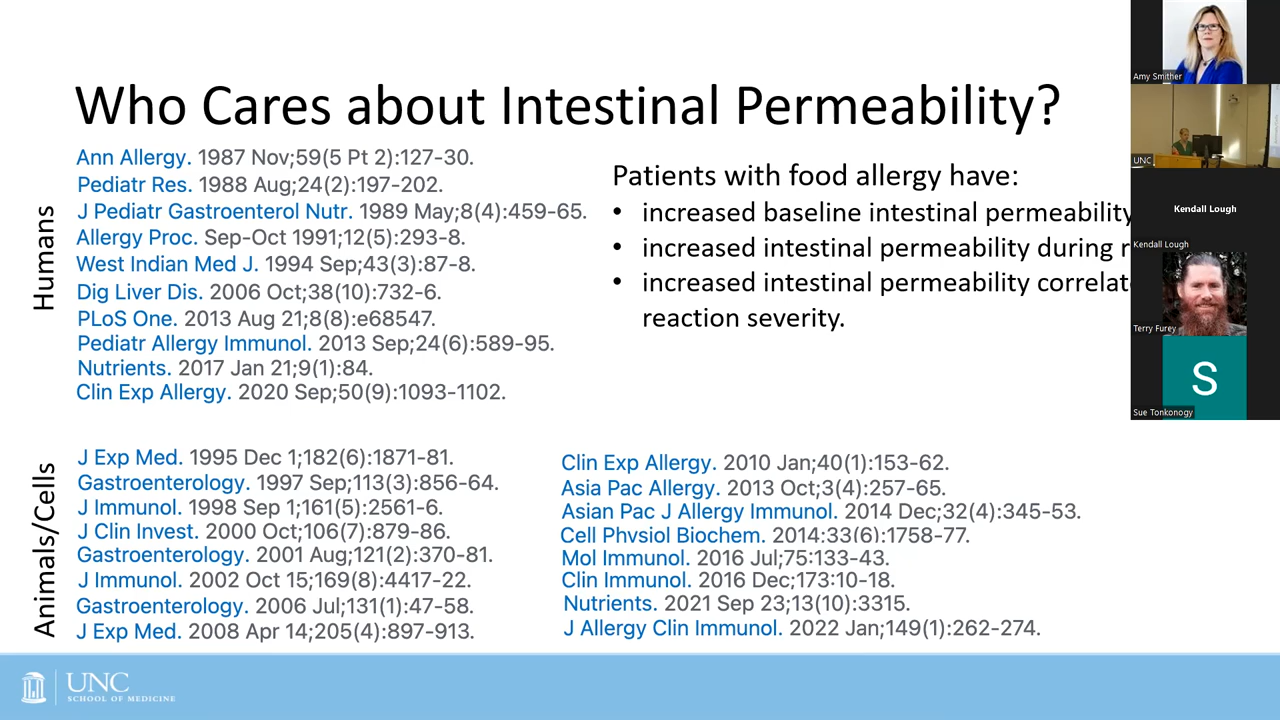 Who Cares about Intestinal Permeability?
Humans
Ann Allergy. 1987 Nov;59(5 Pt 2):127-30.
Pediatr Res. 1988 Aug;24(2):197-202.
J Pediatr Gastroenterol Nutr. 1989 May;8(4):459-65.
Allergy Proc. Sep-Oct 1991;12(5):293-8.
West Indian Med J. 1994 Sep;43(3):87-8.
Dig Liver Dis. 2006 Oct;38(10):732-6.
PLoS One. 2013 Aug 21;8(8):e68547.
Pediatr Allergy Immunol. 2013 Sep;24(6):589-95.
Nutrients. 2017 Jan 21;9(1):84.
Clin Exp Allergy. 2020 Sep;50(9):1093-1102.
Patients with food allergy have:
• increased baseline intestinal permeability
• increased intestinal permeability during r
• increased intestinal permeability correlat
reaction severity.
Animals/Cells
J Exp Med. 1995 Dec 1;182(6):1871-81.
Gastroenterology. 1997 Sep;113(3):856-64.
J Immunol. 1998 Sep 1;161(5):2561-6.
J Clin Invest. 2000 Oct;106(7):879-86.
Gastroenterology. 2001 Aug;121(2):370-81.
J Immunol. 2002 Oct 15;169(8):4417-22.
Gastroenterology. 2006 Jul;131(1):47-58.
J Exp Med. 2008 Apr 14;205(4):897-913.
Clin Exp Allergy. 2010 Jan;40(1):153-62.
Asia Pac Allergy. 2013 Oct;3(4):257-65.
Asian Pac J Allergy Immunol. 2014 Dec;32(4):345-53.
Cell Physiol Biochem. 2014;33(6):1758-77.
Mol Immunol. 2016 Jul;75:133-43.
Clin Immunol. 2016 Dec;173:10-18.
Nutrients. 2021 Sep 23;13(10):3315.
J Allergy Clin Immunol. 2022 Jan;149(1):262-274.
UNC
SCHOOL OF MEDICINE
Amy Smither
UNC
Kendall Lough
Kendall Lough
Terry Furey
S
Sue Tonkonogy